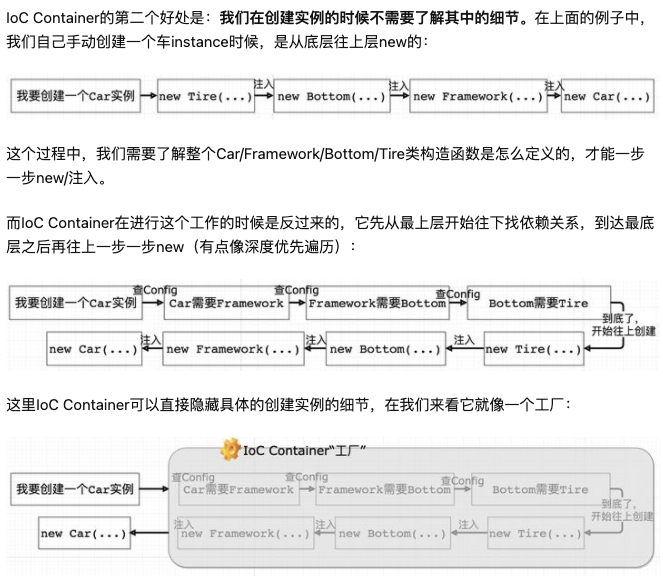 IoC Container的第二个好处是：我们在创建实例的时候不需要了解其中的细节。在上面的例子中，
我们自己手动创建一个车instance时候，是从底层往上层new的：
我要创建一个Car实例 new Tire(...) 注入 new Bottom(...) 注入 new Framework(...) 注入 new Car(...)
这个过程中，我们需要了解整个Car/Framework/Bottom/Tire类构造函数是怎么定义的，才能一步
一步new/注入。
而IoC Container在进行这个工作的时候是反过来的，它先从最上层开始往下找依赖关系，到达最底
层之后再往上一步一步new（有点像深度优先遍历）：
查Config 查Config 查Config
我要创建一个Car实例 Car需要Framework Framework需要Bottom Bottom需要Tire
到底了，
开始往上创建
注入 注入 注入
new Car(...) new Framework(...) new Bottom(...) new Tire(...)
这里IoC Container可以直接隐藏具体的创建实例的细节，在我们来看它就像一个工厂：
IoC Container“工厂”
查Config 查Config 查Config
我要创建一个Car实例 Car需要Framework Framework需要Bottom Bottom需要Tire
到底了，
开始往上创建
注入 注入 注入
new Car(...) new Framework(...) new Bottom(...) new Tire(...)